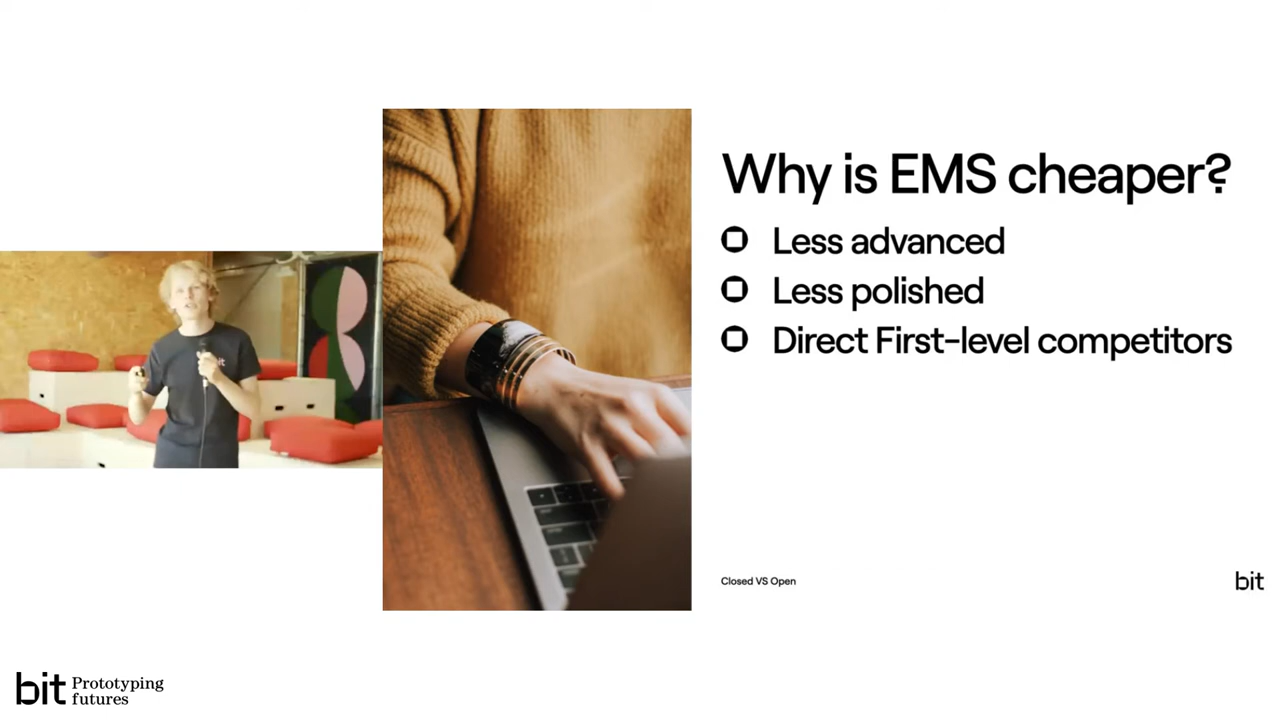 Why is EMS cheaper?
Less advanced
Less polished
Direct First-level competitors
Closed VS Open
bit
bit Prototyping
futures